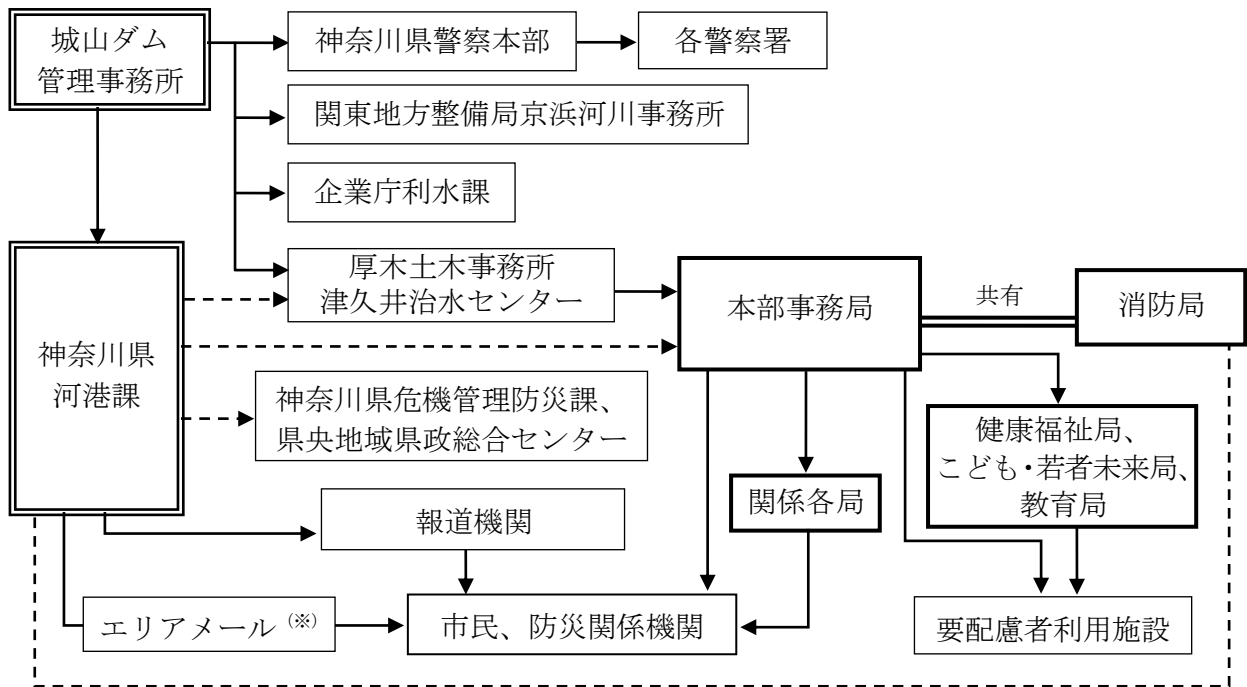 城山ダム
管理事務所
神奈川県警察本部
各警察署
関東地方整備局京浜河川事務所
企業庁利水課
厚木土木事務所
津久井治水センター
本部事務局
共有
消防局
神奈川県
河港課
神奈川県危機管理防災課、
県央地域県政総合センター
健康福祉局、
こども・若者未来局、
教育局
関係各局
報道機関
エリアメール(※)
市民、防災関係機関
要配慮者利用施設